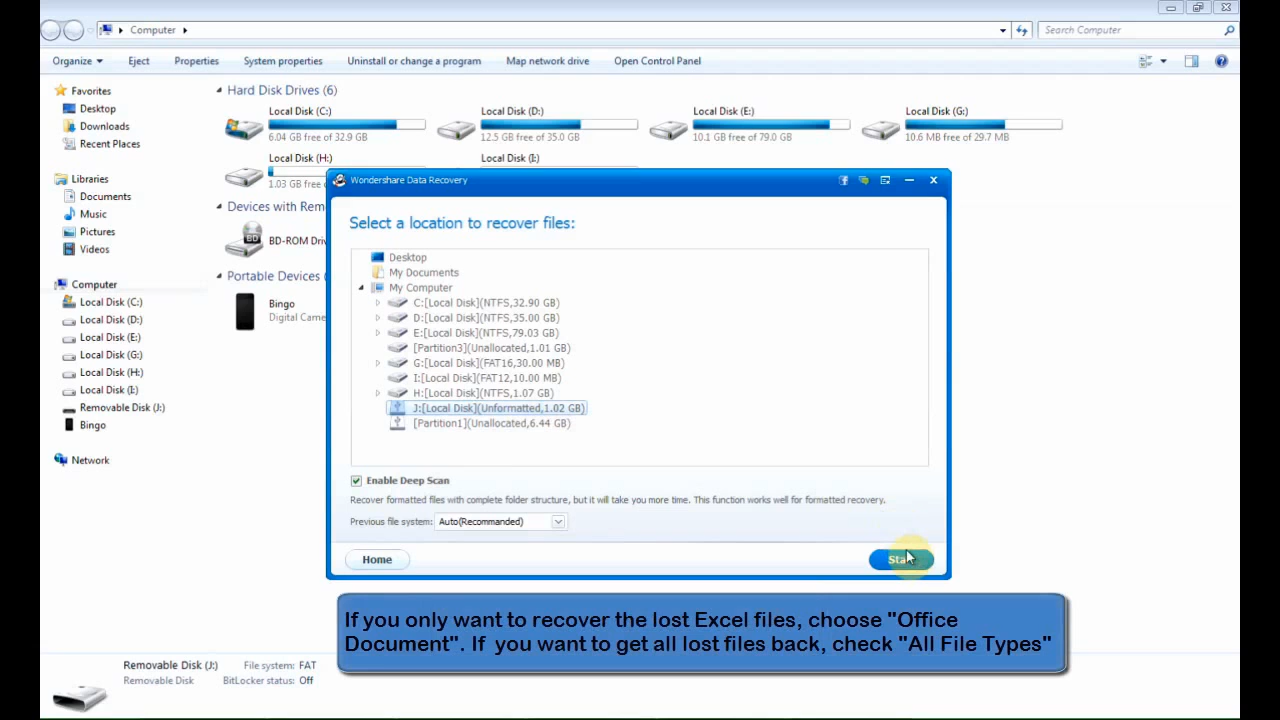 Computer
Search Computer
Organize
Eject
Properties
System properties
Uninstall or change a program
Map network drive
Open Control Panel
Favorites
Desktop
Downloads
Recent Places
Libraries
Documents
Music
Pictures
Videos
Computer
Local Disk (C:)
Local Disk (D:)
Local Disk (E:)
Local Disk (G:)
Local Disk (H:)
Local Disk (I:)
Removable Disk (J:)
Bingo
Network
Hard Disk Drives (6)
Local Disk (C:)
6.04 GB free of 32.9 GB
Local Disk (D:)
12.5 GB free of 35.0 GB
Local Disk (E:)
10.1 GB free of 79.0 GB
Local Disk (G:)
10.6 MB free of 29.7 MB
Local Disk (H:)
1.03 GB free
Local Disk (I:)
Devices with Rem
BD-ROM Driv
Portable Devices (
Bingo
Digital Came
Wondershare Data Recovery
Select a location to recover files:
Desktop
My Documents
My Computer
C:[Local Disk](NTFS,32.90 GB)
D:[Local Disk](NTFS,35.00 GB)
E:[Local Disk](NTFS,79.03 GB)
[Partition3](Unallocated,1.01 GB)
G:[Local Disk](FAT16,30.00 MB)
I:[Local Disk](FAT12,10.00 MB)
H:[Local Disk](NTFS,1.07 GB)
J:[Local Disk](Unformatted,1.02 GB)
[Partition1](Unallocated,6.44 GB)
Enable Deep Scan
Recover formatted files with complete folder structure, but it will take you more time. This function works well for formatted recovery.
Previous file system: Auto(Recommanded)
Home
Sta
If you only want to recover the lost Excel files, choose "Office
Document". If you want to get all lost files back, check "All File Types"
Removable Disk (J:) File system: FAT
Removable Disk BitLocker status: Off